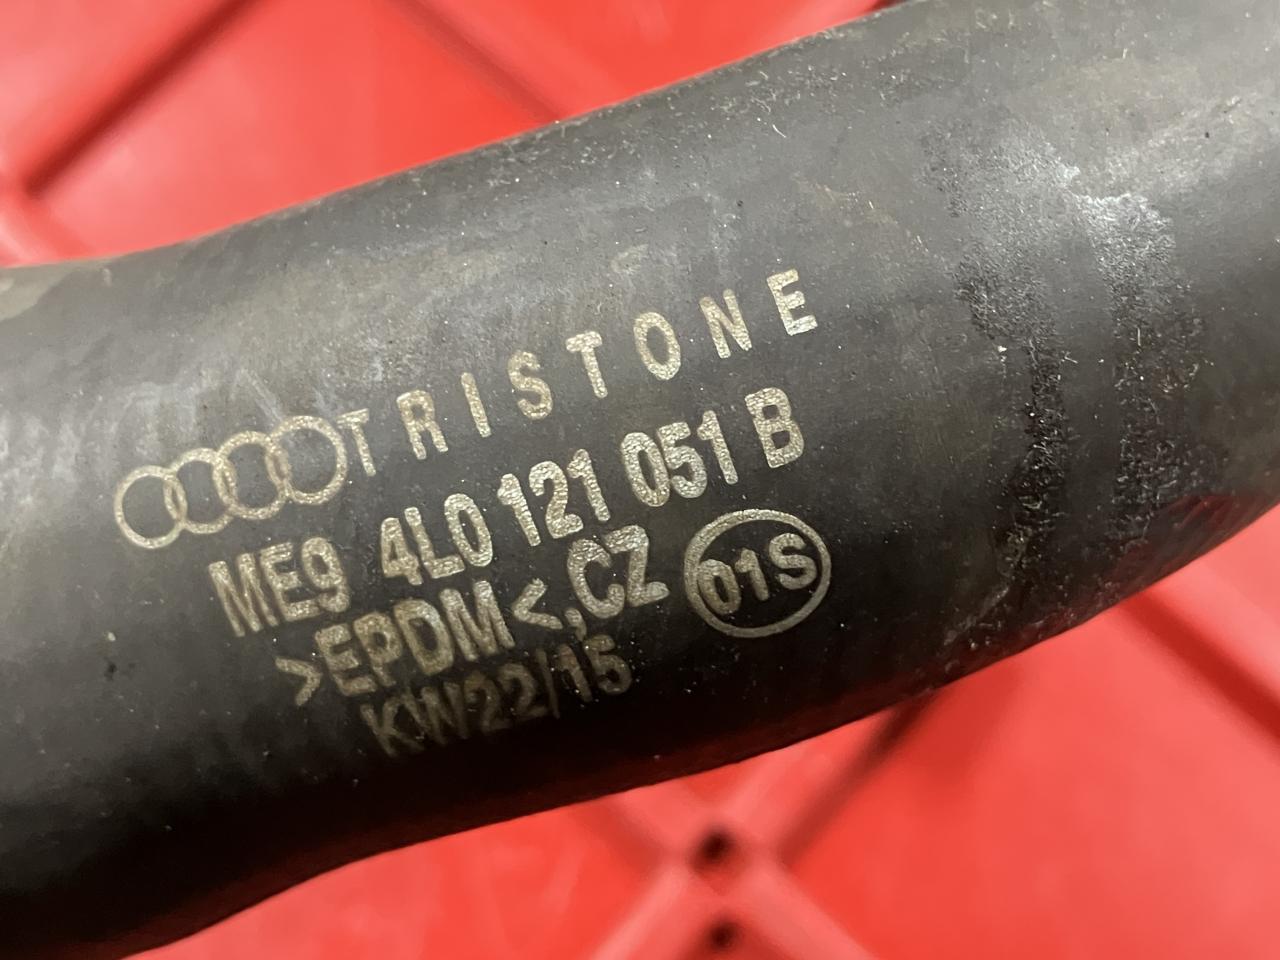 TRISTONE
ME9 4L0 121 051 B
>EPDM<,CZ 01S
KW22/15